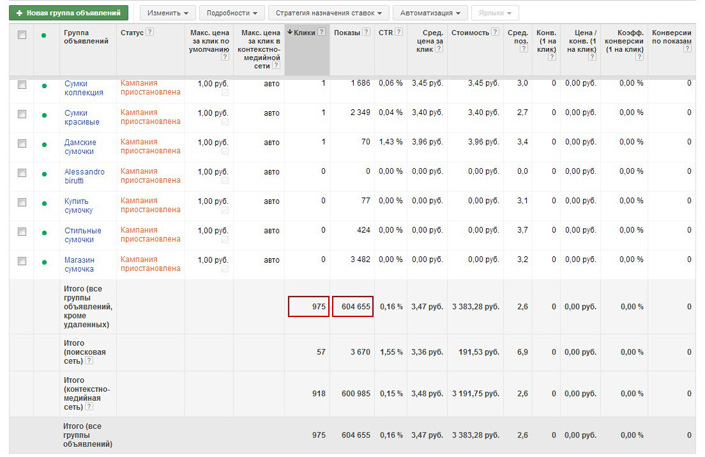 + Новая группа объявлений Изменить Подробности Стратегия назначения ставок Автоматизация Ярлыки
Группа объявлений Статус ? Макс. цена за клик по умолчанию ? Макс. цена за клик в контекстно-медийной сети ? Клики ? Показы ? CTR ? Сред. цена за клик ? Стоимость ? Сред. поз. ? Конв. (1 на клик) ? Цена / конв. (1 на клик) ? Коэфф. конверсии (1 на клик) ? Конверсии по показам ?
Сумки коллекция Кампания приостановлена 1,00 руб. авто 1 1 686 0,06 % 3,45 руб. 3,45 руб. 3,0 0 0,00 руб. 0,00 % 0
Сумки красивые Кампания приостановлена 1,00 руб. авто 1 2 349 0,04 % 3,40 руб. 3,40 руб. 2,7 0 0,00 руб. 0,00 % 0
Дамские сумочки Кампания приостановлена 1,00 руб. авто 1 70 1,43 % 3,96 руб. 3,96 руб. 3,4 0 0,00 руб. 0,00 % 0
Alessandro birutti Кампания приостановлена 1,00 руб. авто 0 0 0,00 % 0,00 руб. 0,00 руб. 0,0 0 0,00 руб. 0,00 % 0
Купить сумочку Кампания приостановлена 1,00 руб. авто 0 77 0,00 % 0,00 руб. 0,00 руб. 3,1 0 0,00 руб. 0,00 % 0
Стильные сумочки Кампания приостановлена 1,00 руб. авто 0 424 0,00 % 0,00 руб. 0,00 руб. 3,7 0 0,00 руб. 0,00 % 0
Магазин сумочка Кампания приостановлена 1,00 руб. авто 0 3 482 0,00 % 0,00 руб. 0,00 руб. 3,2 0 0,00 руб. 0,00 % 0
Итого (все группы объявлений, кроме удаленных) 975 604 655 0,16 % 3,47 руб. 3 383,28 руб. 2,6 0 0,00 руб. 0,00 % 0
Итого (поисковая сеть) ? 57 3 670 1,55 % 3,36 руб. 191,53 руб. 6,9 0 0,00 руб. 0,00 % 0
Итого (контекстно-медийной сеть) ? 918 600 985 0,15 % 3,48 руб. 3 191,75 руб. 2,6 0 0,00 руб. 0,00 % 0
Итого (все группы объявлений) 975 604 655 0,16 % 3,47 руб. 3 383,28 руб. 2,6 0 0,00 руб. 0,00 % 0